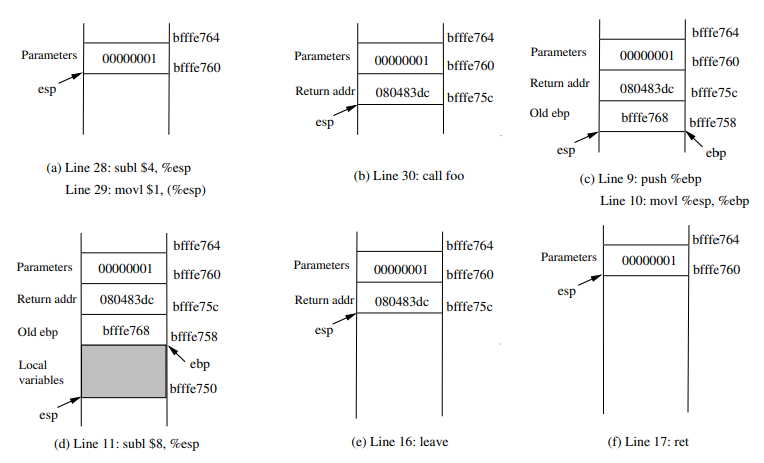 bfffe764
Parameters 00000001
bfffe760
esp
(a) Line 28: subl $4, %esp
Line 29: movl $1, (%esp)
bfffe764
Parameters 00000001
bfffe760
Return addr 080483dc
bfffe75c
esp
(b) Line 30: call foo
bfffe764
Parameters 00000001
bfffe760
Return addr 080483dc
bfffe75c
Old ebp bfffe768
bfffe758
esp ebp
(c) Line 9: push %ebp
Line 10: movl %esp, %ebp
bfffe764
Parameters 00000001
bfffe760
Return addr 080483dc
bfffe75c
Old ebp bfffe768
bfffe758
Local
variables
ebp
bfffe750
esp
(d) Line 11: subl $8, %esp
bfffe764
Parameters 00000001
bfffe760
Return addr 080483dc
bfffe75c
esp
(e) Line 16: leave
bfffe764
Parameters 00000001
bfffe760
esp
(f) Line 17: ret